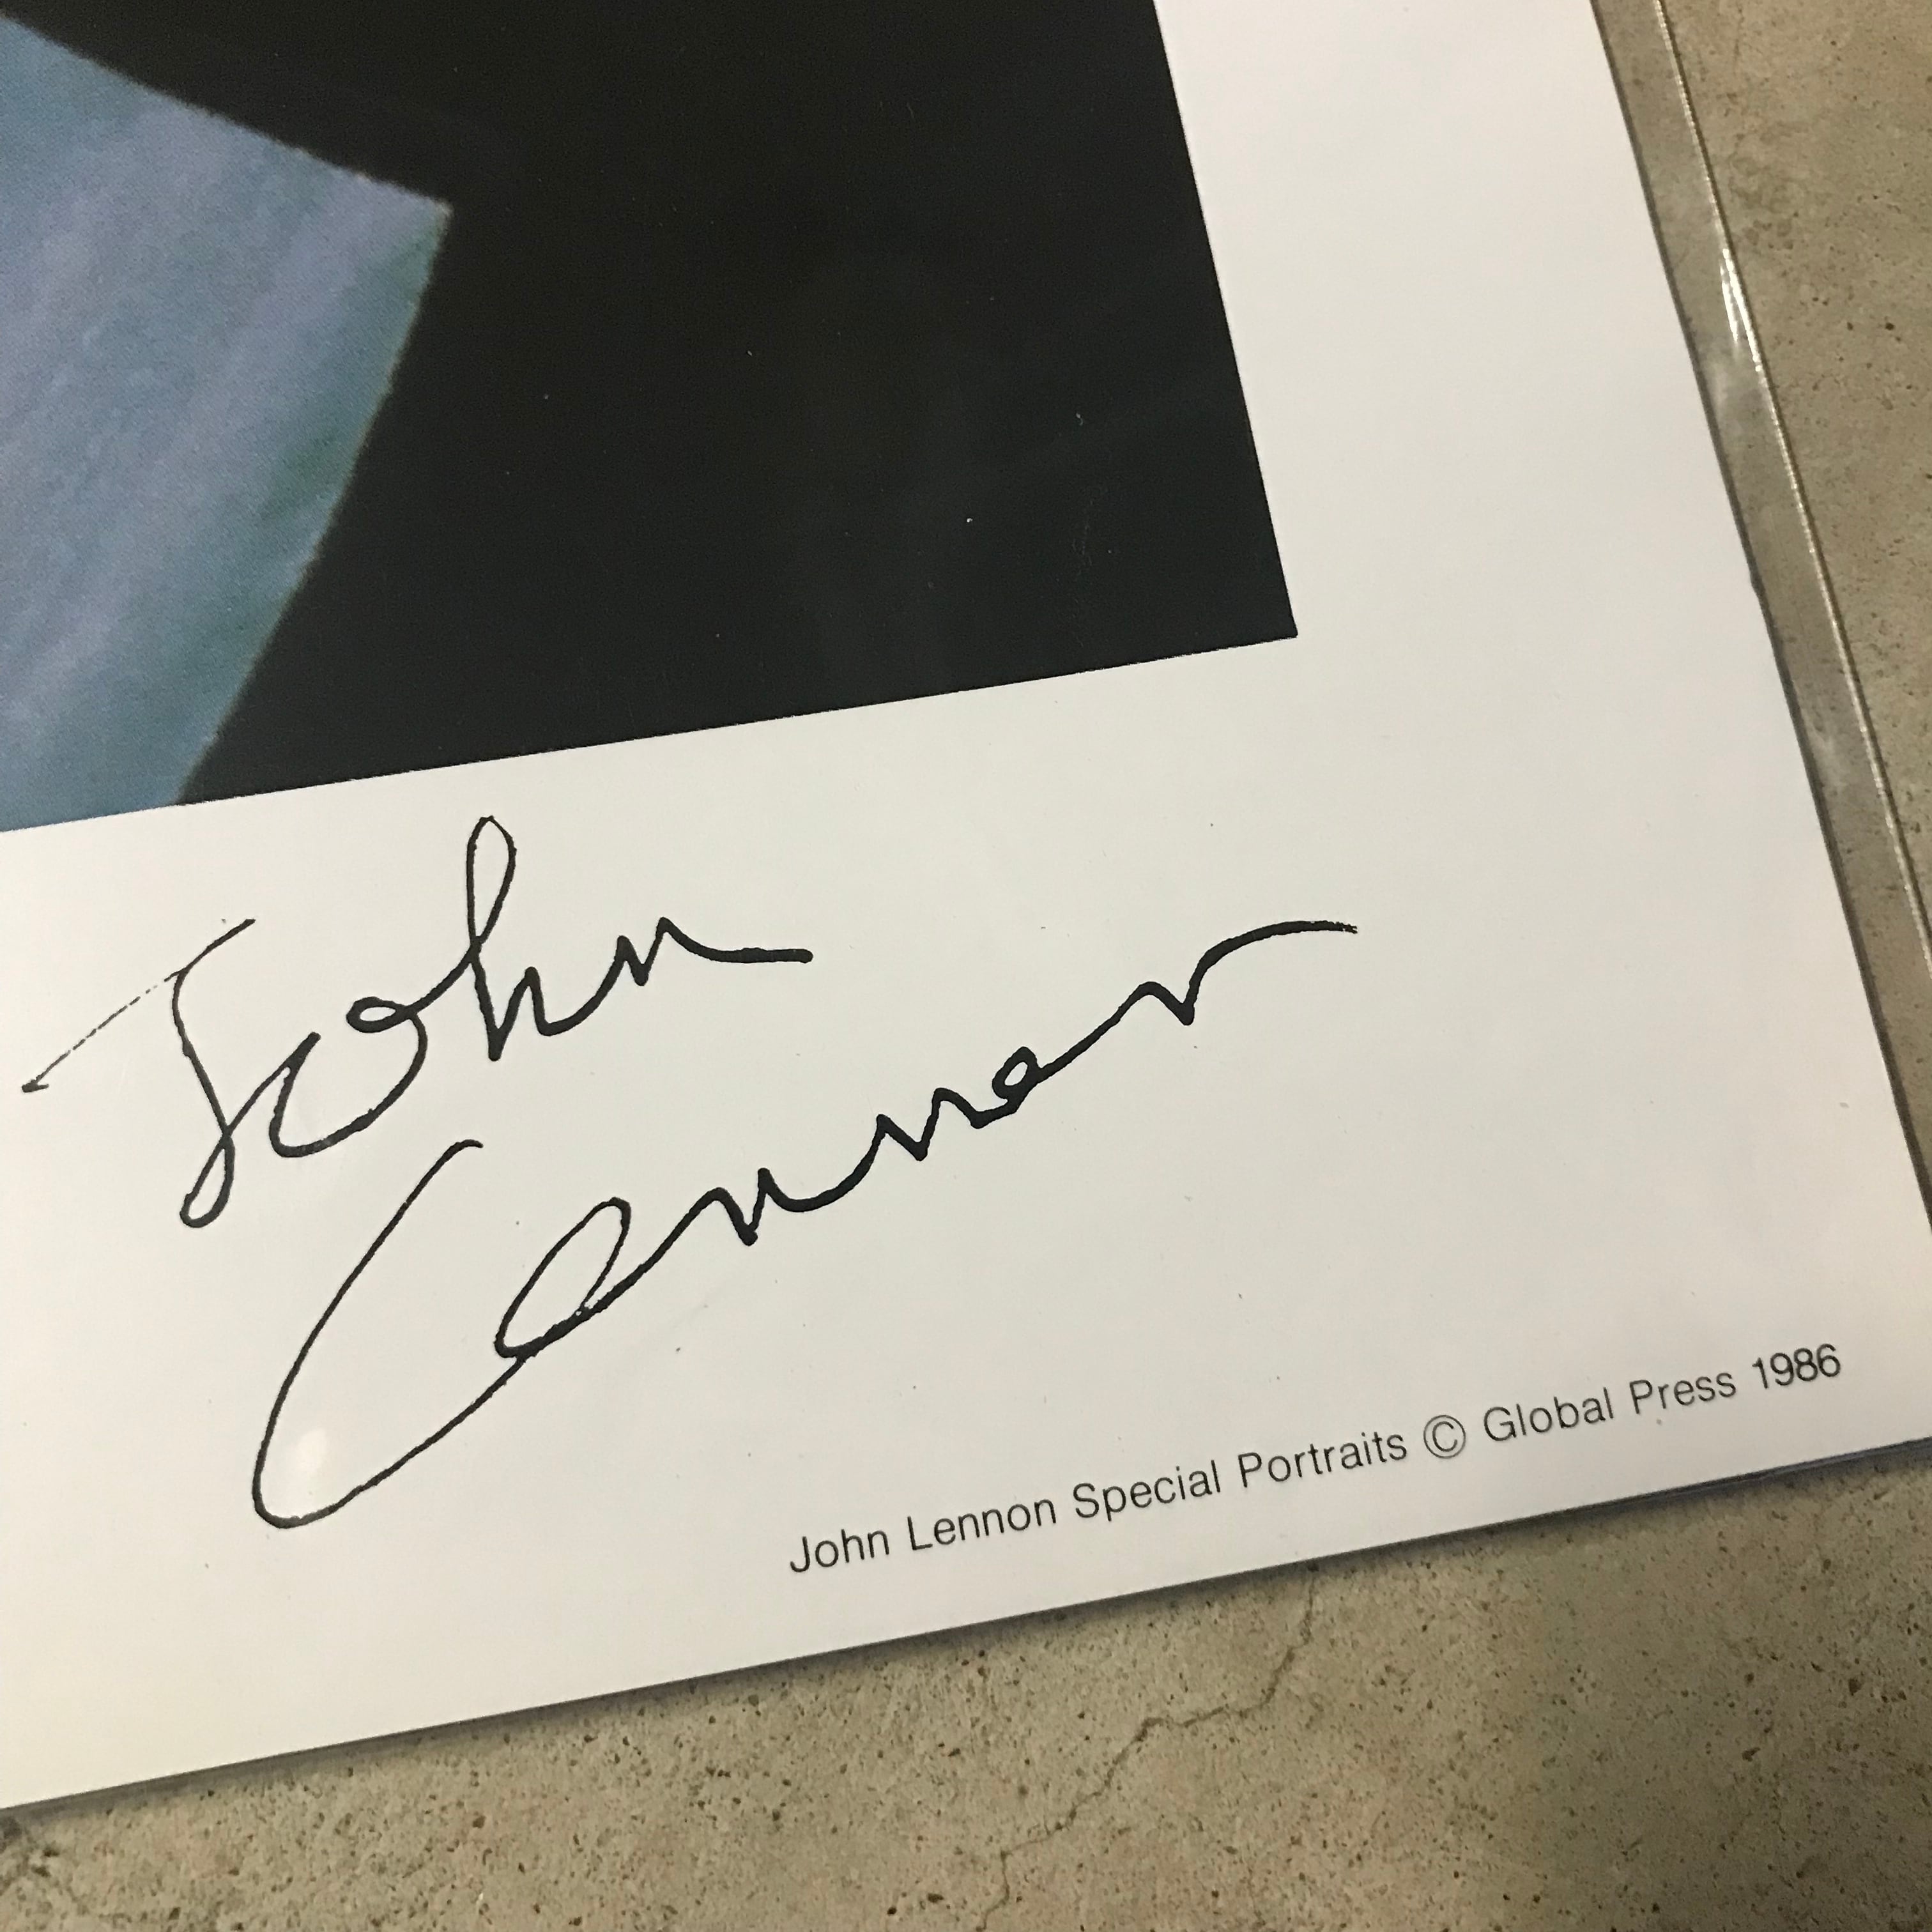 John
Lennon
John Lennon Special Portraits © Global Press 1986